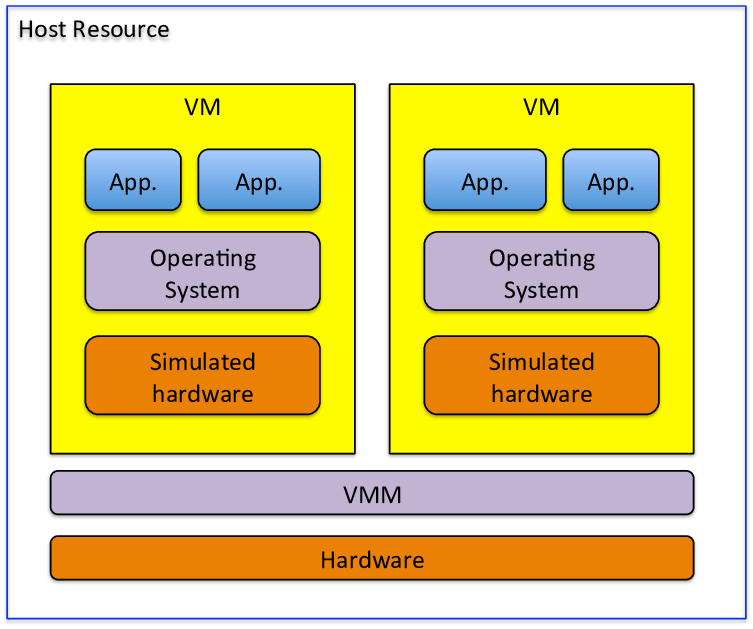 Host Resource
VM
App.
App.
Operating
System
Simulated
hardware
VM
App.
App.
Operating
System
Simulated
hardware
VMM
Hardware